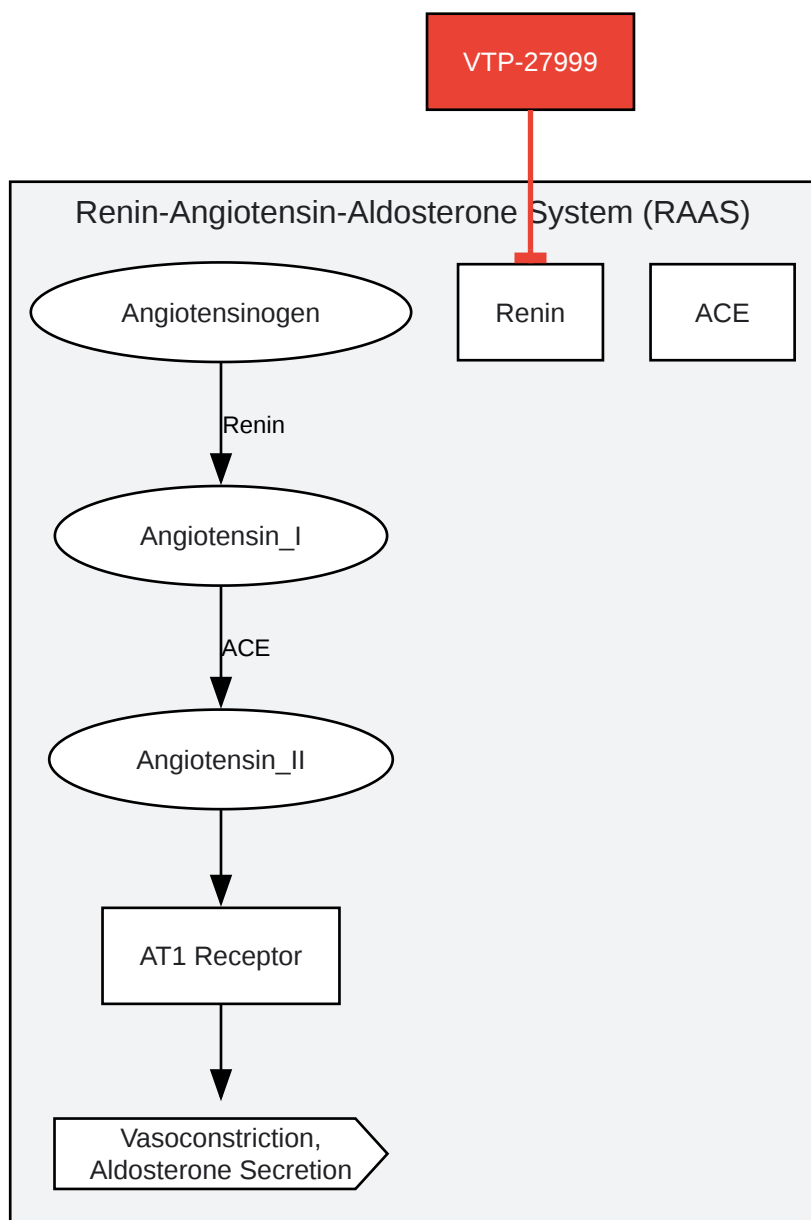 VTP-27999
Renin-Angiotensin-Aldosterone System (RAAS)
Angiotensinogen
Renin
ACE
Renin
Angiotensin_I
ACE
Angiotensin_II
AT1 Receptor
Vasoconstriction,
Aldosterone Secretion